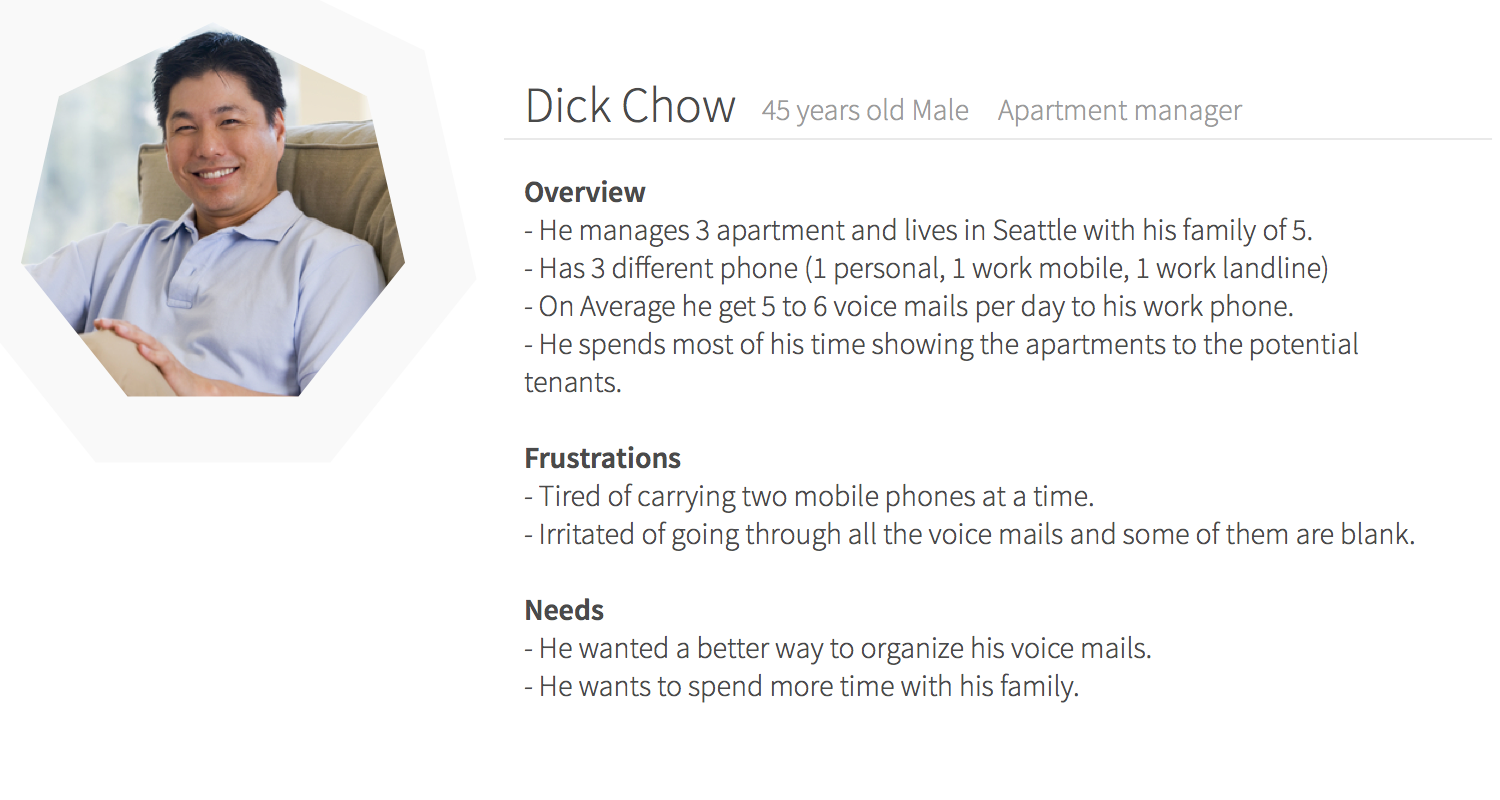 Dick Chow 45 years old Male Apartment manager
Overview
- He manages 3 apartment and lives in Seattle with his family of 5.
- Has 3 different phone (1 personal, 1 work mobile, 1 work landline)
- On Average he get 5 to 6 voice mails per day to his work phone.
- He spends most of his time showing the apartments to the potential
tenants.
Frustrations
- Tired of carrying two mobile phones at a time.
- Irritated of going through all the voice mails and some of them are blank.
Needs
- He wanted a better way to organize his voice mails.
- He wants to spend more time with his family.